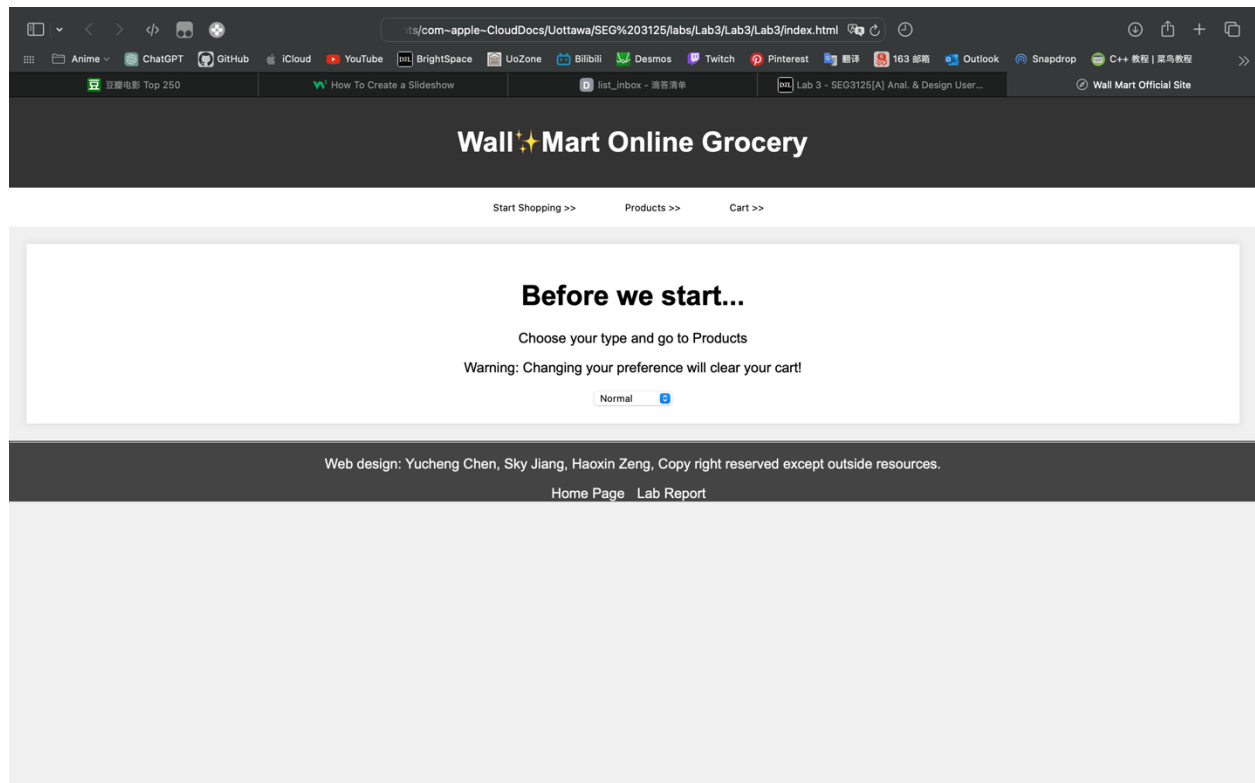 ts/com~apple~CloudDocs/Uottawa/SEG%203125/labs/Lab3/Lab3/Lab3/index.html
Anime ChatGPT GitHub iCloud YouTube BrightSpace UoZone Bilibili Desmos Twitch Pinterest 翻译 163 邮箱 Outlook Snapdrop C++ 教程 | 菜鸟教程
豆瓣电影 Top 250 How To Create a Slideshow list_inbox - 滴答清单 Lab 3 - SEG3125[A] Anal. & Design User... Wall Mart Official Site
Wall✨Mart Online Grocery
Start Shopping >> Products >> Cart >>
Before we start...
Choose your type and go to Products
Warning: Changing your preference will clear your cart!
Normal
Web design: Yucheng Chen, Sky Jiang, Haoxin Zeng, Copy right reserved except outside resources.
Home Page Lab Report